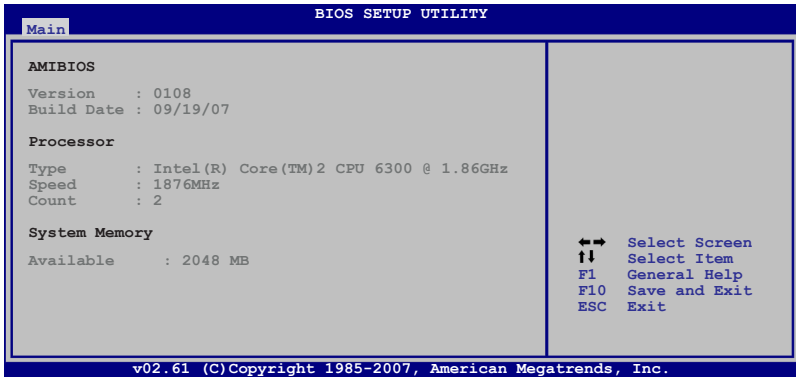 BIOS SETUP UTILITY
Main
AMIBIOS
Version : 0108
Build Date : 09/19/07
Processor
Type : Intel(R) Core(TM)2 CPU 6300 @ 1.86GHz
Speed : 1876MHz
Count : 2
System Memory
Available : 2048 MB
←→ Select Screen
↑↓ Select Item
F1 General Help
F10 Save and Exit
ESC Exit
v02.61 (C)Copyright 1985-2007, American Megatrends, Inc.